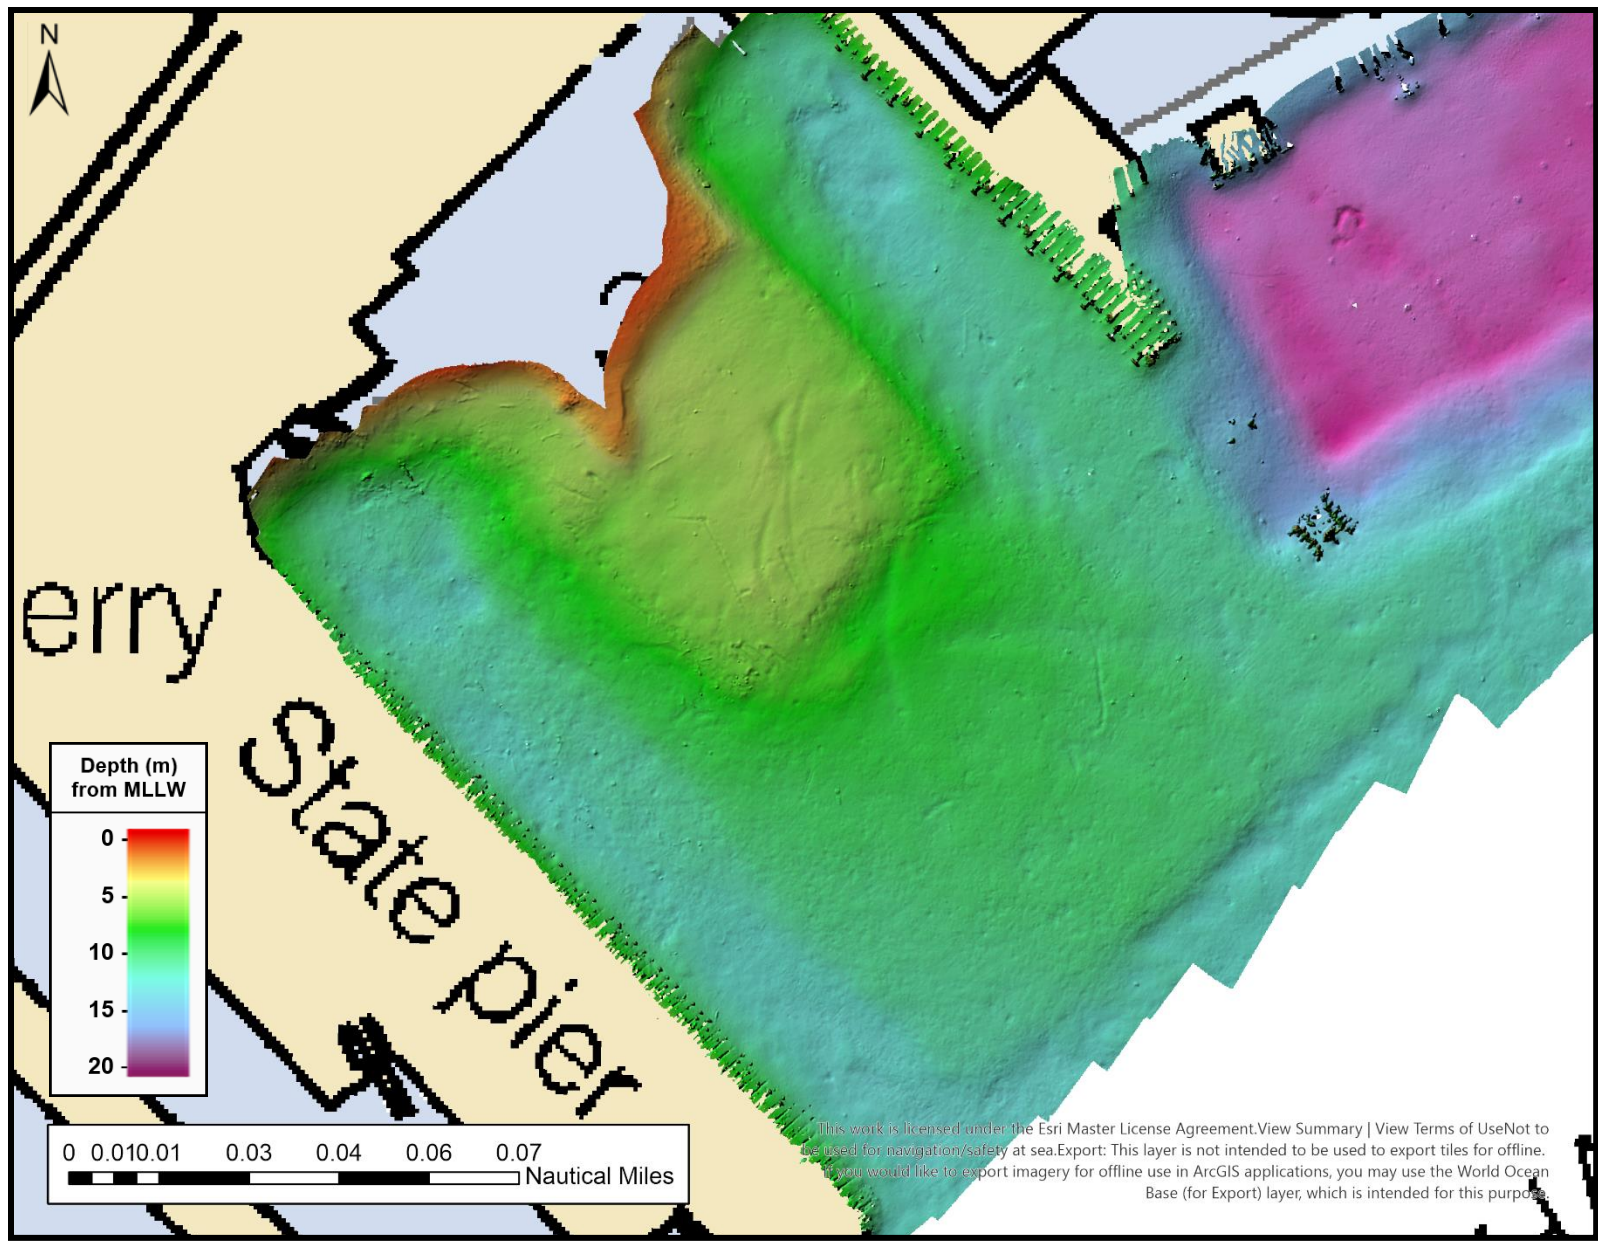 N
erry
State pier
Depth (m)
from MLLW
0
5
10
15
20
0 0.010 0.01 0.03 0.04 0.06 0.07
Nautical Miles
This work is licensed under the Esri Master License Agreement.View Summary | View Terms of UseNot to
be used for navigation/safety at sea.Export: This layer is not intended to be used to export tiles for offline.
If you would like to export imagery for offline use in ArcGIS applications, you may use the World Ocean
Base (for Export) layer, which is intended for this purpose.